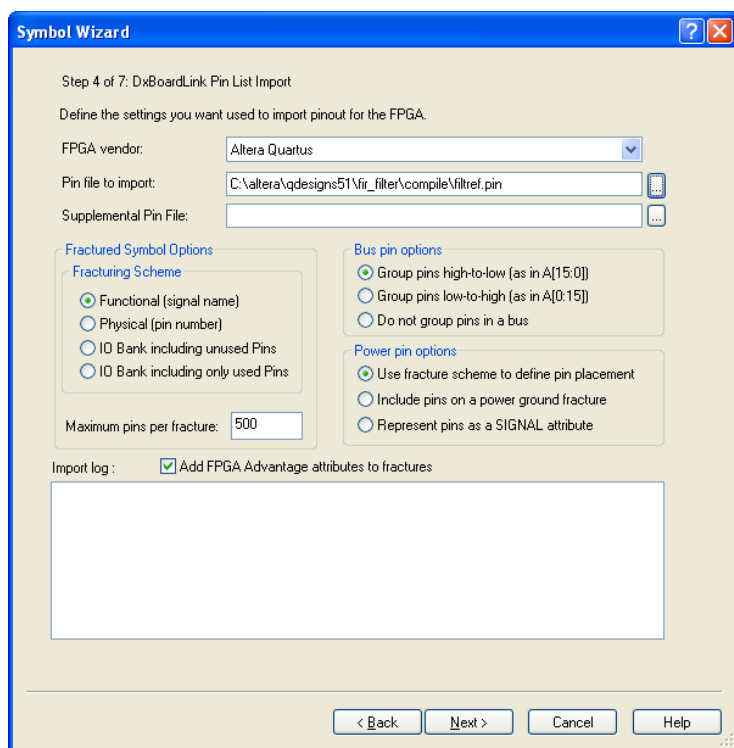 Symbol Wizard
Step 4 of 7: DxBoardLink Pin List Import
Define the settings you want used to import pinout for the FPGA.
FPGA vendor: Altera Quartus
Pin file to import: C:\altera\qdesigns51\fir_filter\compile\filtref.pin ...
Supplemental Pin File: ...
Fractured Symbol Options
Fracturing Scheme
Functional (signal name)
Physical (pin number)
IO Bank including unused Pins
IO Bank including only used Pins
Maximum pins per fracture: 500
Bus pin options
Group pins high-to-low (as in A[15:0])
Group pins low-to-high (as in A[0:15])
Do not group pins in a bus
Power pin options
Use fracture scheme to define pin placement
Include pins on a power ground fracture
Represent pins as a SIGNAL attribute
Import log : Add FPGA Advantage attributes to fractures
< Back Next > Cancel Help